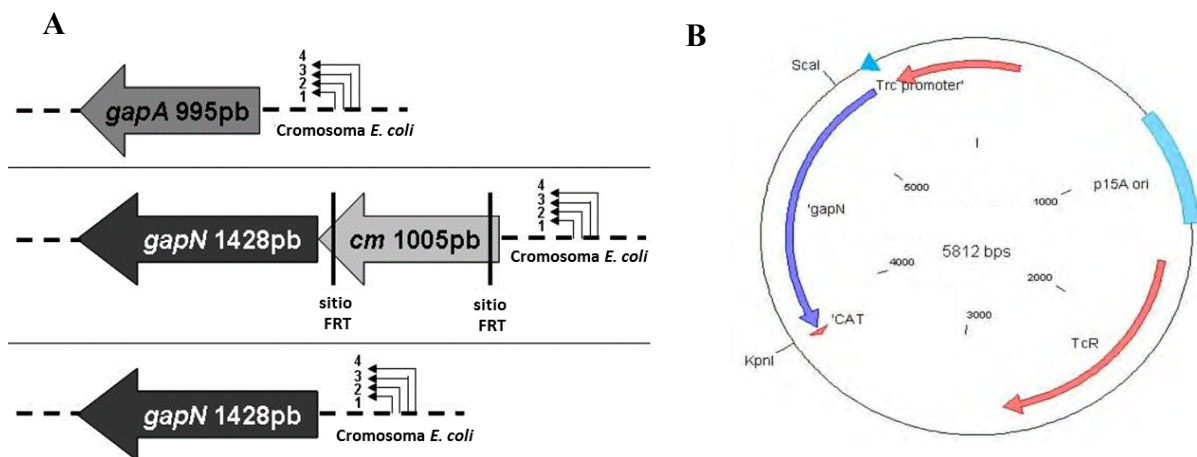 A
4
3
2
1
gapA 995pb
Cromosoma E. coli
4
3
2
1
gapN 1428pb
cm 1005pb
Cromosoma E. coli
sitio
FRT
sitio
FRT
4
3
2
1
gapN 1428pb
Cromosoma E. coli
B
ScaI
Trc promoter'
p15A ori
5000
1000
'gapN
5812 bps
4000
2000
3000
'CAT
TcR
KpnI